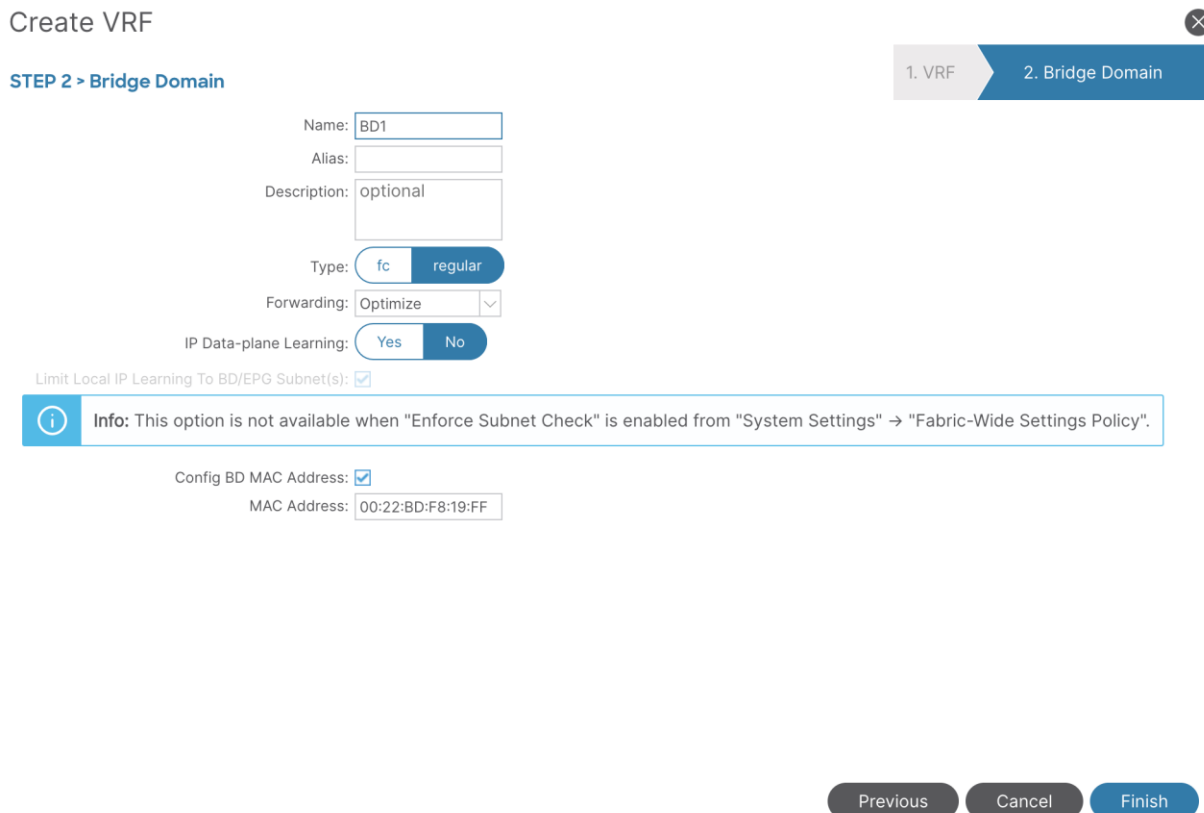 Create VRF
STEP 2 > Bridge Domain
1. VRF
2. Bridge Domain
Name: BD1
Alias:
Description: optional
Type: fc regular
Forwarding: Optimize
IP Data-plane Learning: Yes No
Limit Local IP Learning To BD/EPG Subnet(s):
Info: This option is not available when "Enforce Subnet Check" is enabled from "System Settings" → "Fabric-Wide Settings Policy".
Config BD MAC Address:
MAC Address: 00:22:BD:F8:19:FF
Previous Cancel Finish